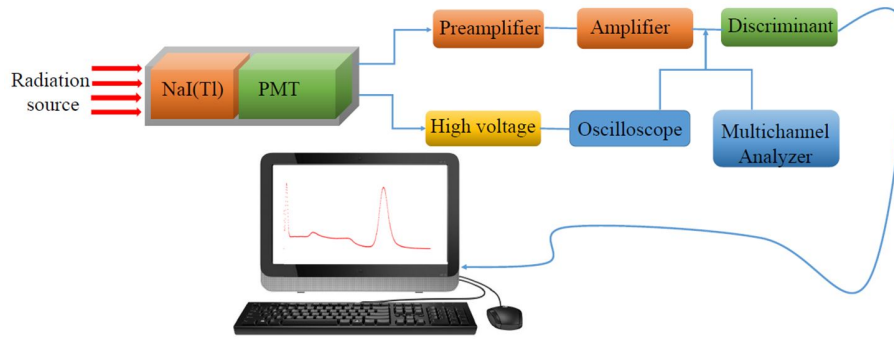 Radiation
source
NaI(Tl)
PMT
Preamplifier
Amplifier
Discriminant
High voltage
Oscilloscope
Multichannel
Analyzer